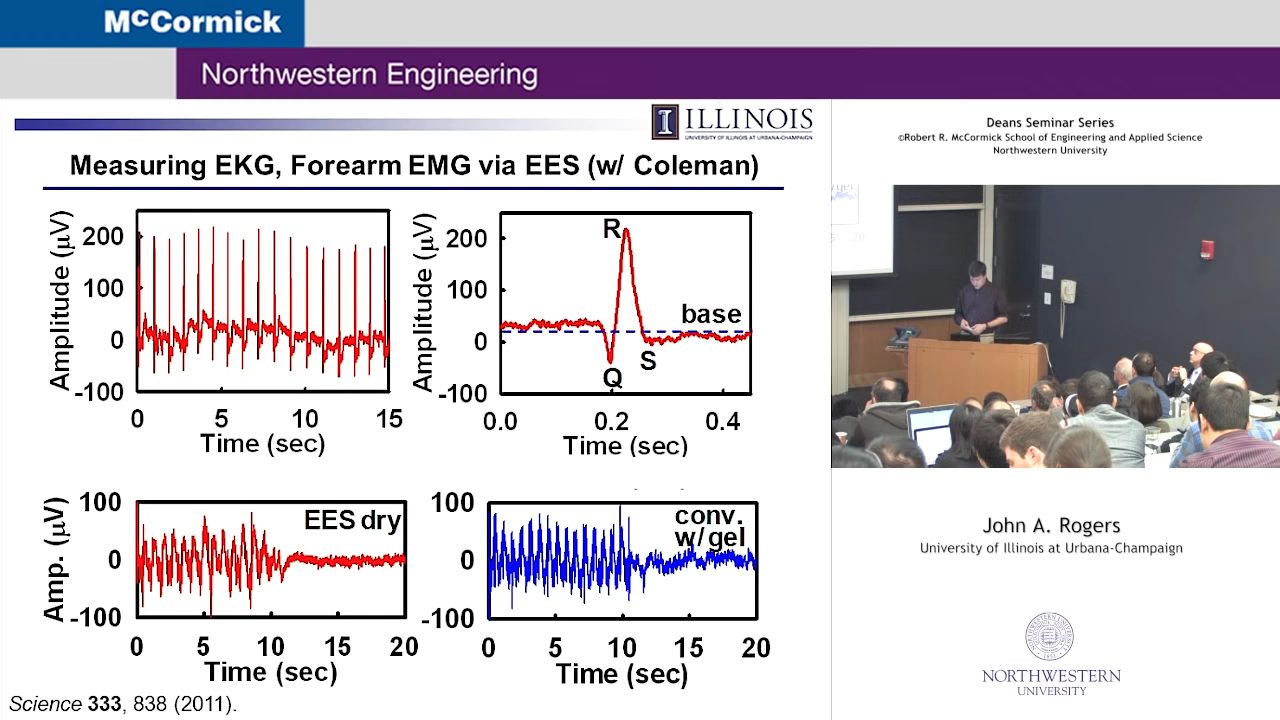 McCormick
Northwestern Engineering
I ILLINOIS
UNIVERSITY OF ILLINOIS AT URBANA-CHAMPAIGN
Measuring EKG, Forearm EMG via EES (w/ Coleman)
Amplitude (μV)
200
100
0
-100
0 5 10 15
Time (sec)
Amplitude (μV)
200
100
0
-100
R
base
Q
S
0.0 0.2 0.4
Time (sec)
Amp. (μV)
100
0
-100
EES dry
0 5 10 15 20
Time (sec)
100
0
-100
conv.
w/gel
0 5 10 15 20
Time (sec)
Science 333, 838 (2011).
Deans Seminar Series
©Robert R. McCormick School of Engineering and Applied Science
Northwestern University
John A. Rogers
University of Illinois at Urbana-Champaign
NORTHWESTERN
UNIVERSITY